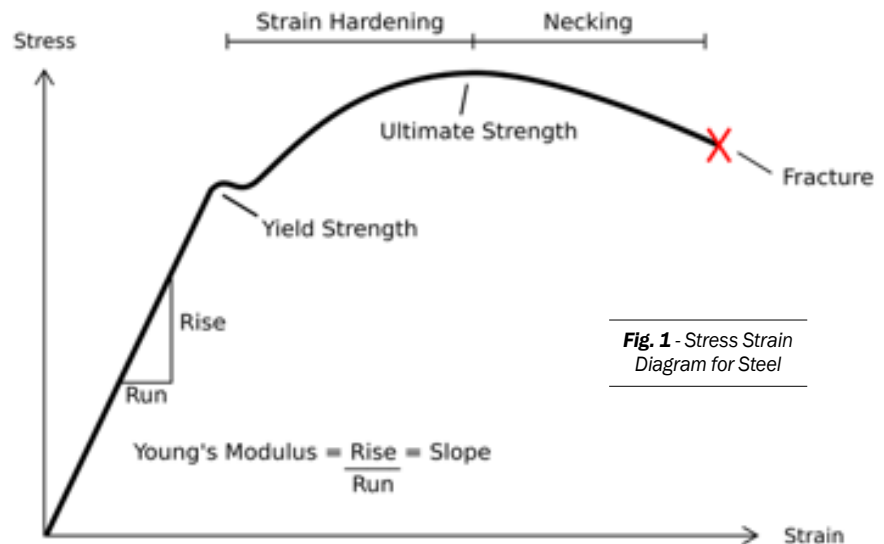 Strain Hardening
Necking
Stress
Ultimate Strength
Fracture
Yield Strength
Rise
Fig. 1 - Stress Strain
Diagram for Steel
Run
Young's Modulus = Rise = Slope
Run
Strain